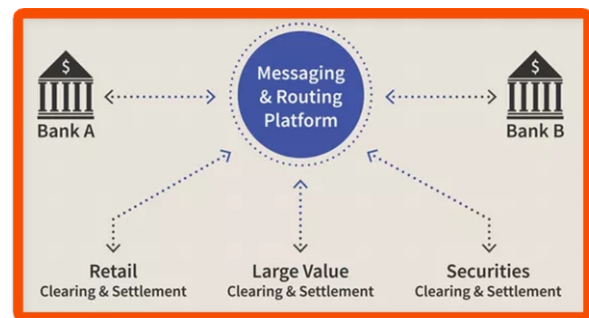 $
$
Messaging
& Routing
Platform
Bank A
Bank B
Retail
Clearing & Settlement
Large Value
Clearing & Settlement
Securities
Clearing & Settlement